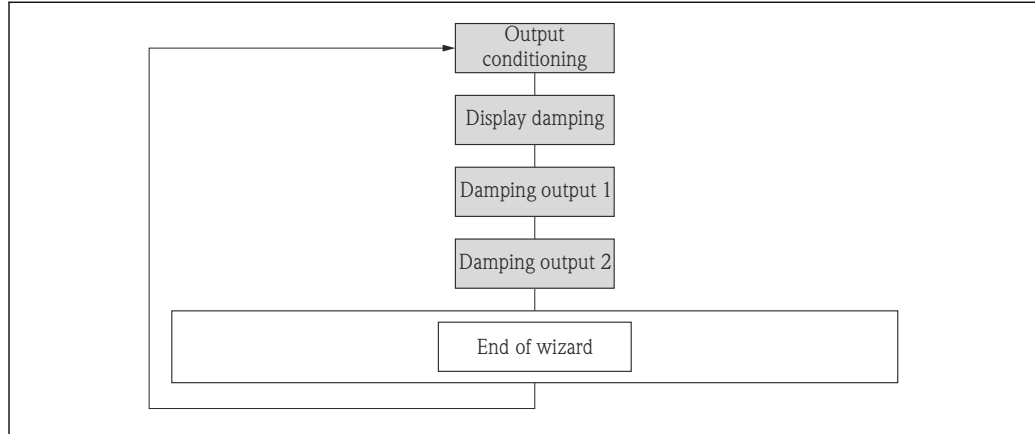 Output
conditioning
Display damping
Damping output 1
Damping output 2
End of wizard